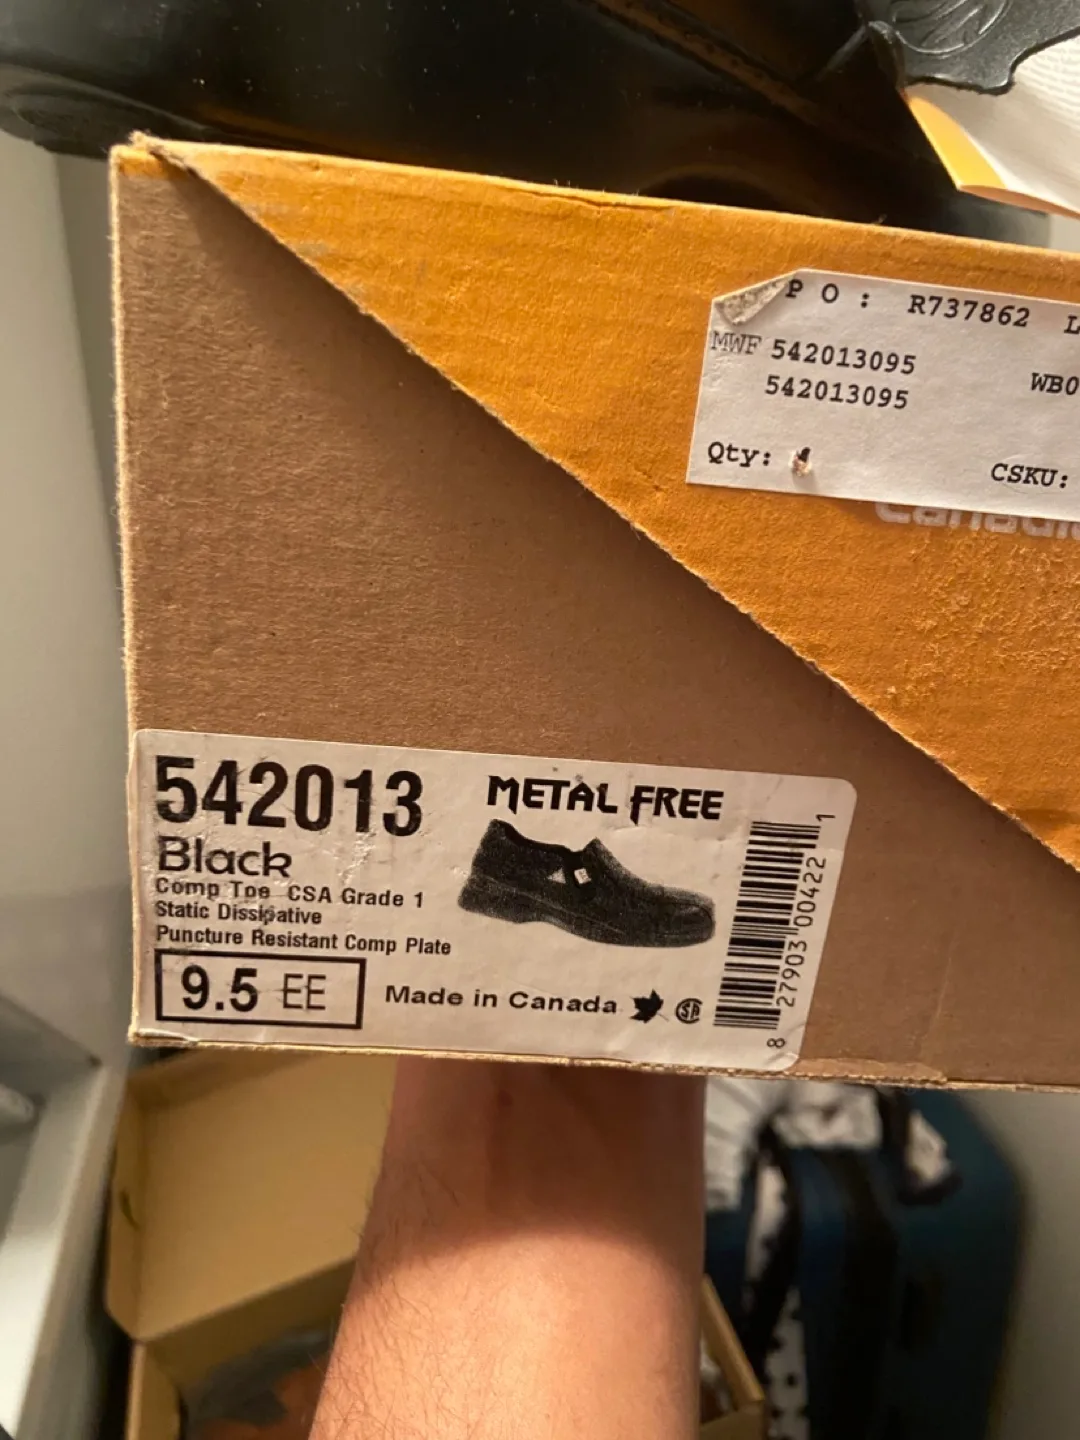 P O : R737862
MWF 542013095 WB0
542013095
Qty: CSKU:
542013
METAL FREE
Black
Comp Toe CSA Grade 1
Static Dissipative
Puncture Resistant Comp Plate
9.5 EE
Made in Canada
8 27903 00422 1